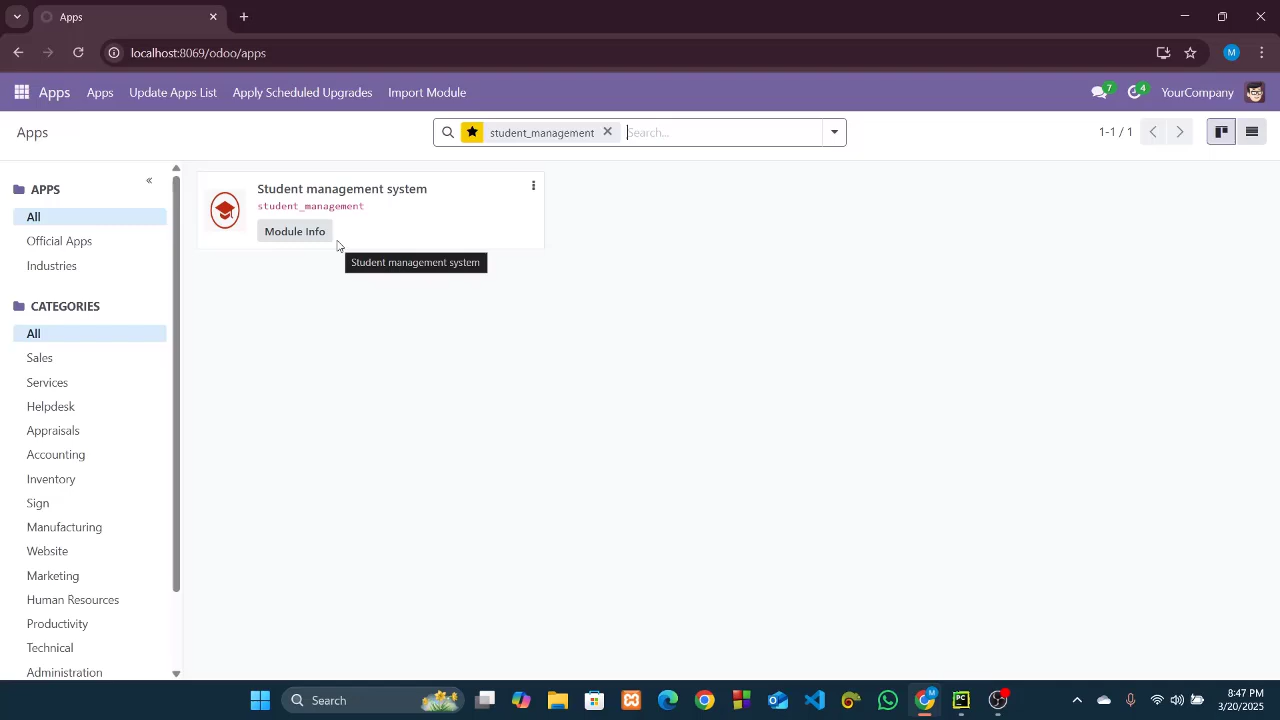 Apps
localhost:8069/odoo/apps
M
Apps Apps Update Apps List Apply Scheduled Upgrades Import Module 7 4 YourCompany
Apps student_management Search... 1-1 / 1
APPS
All
Official Apps
Industries
CATEGORIES
All
Sales
Services
Helpdesk
Appraisals
Accounting
Inventory
Sign
Manufacturing
Website
Marketing
Human Resources
Productivity
Technical
Administration
Student management system
student_management
Module Info
Student management system
Search
M
PC
8:47 PM
3/20/2025